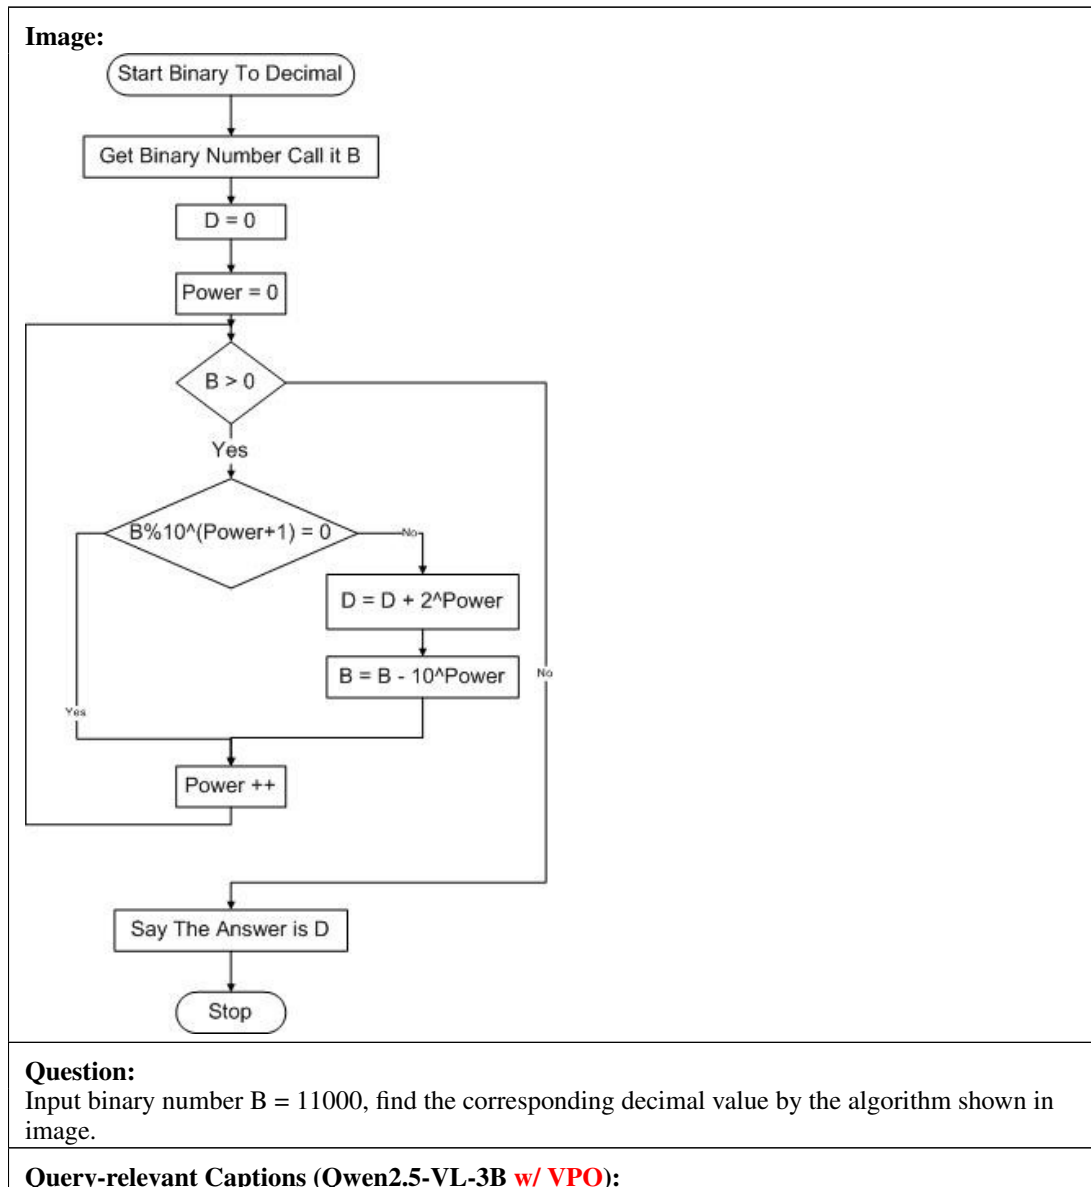 Image:
Start Binary To Decimal
Get Binary Number Call it B
D = 0
Power = 0
B > 0
Yes
B%10^(Power+1) = 0
No
D = D + 2^Power
B = B - 10^Power
No
Yes
Power ++
Say The Answer is D
Stop
Question:
Input binary number B = 11000, find the corresponding decimal value by the algorithm shown in
image.
Query-relevant Captions (Qwen2.5-VL-3B w/ VPO):